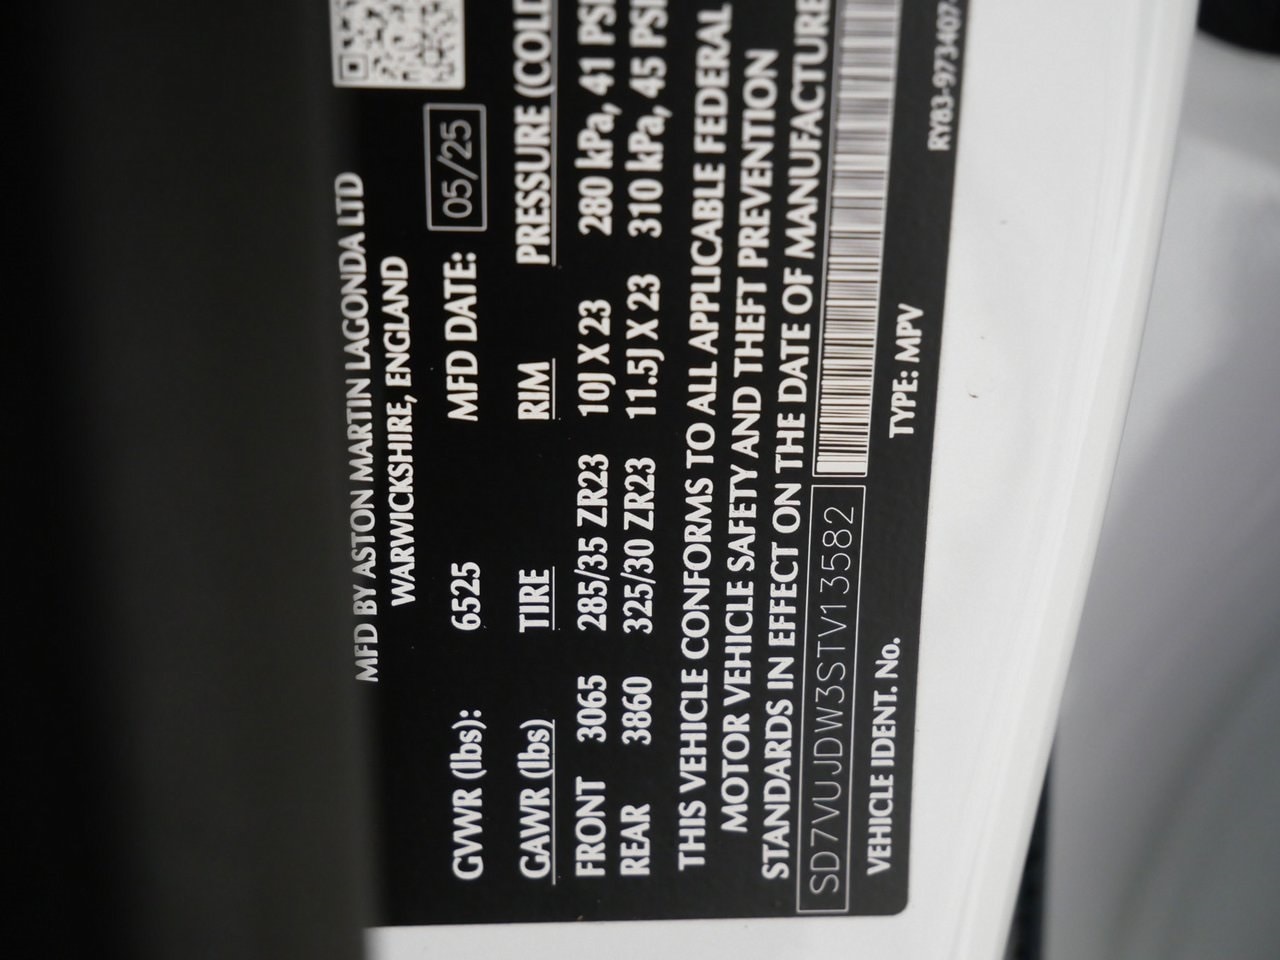 MFD BY ASTON MARTIN LAGONDA LTD
WARWICKSHIRE, ENGLAND
GVWR (lbs): 6525 MFD DATE: 05/25
GAWR (lbs) TIRE RIM PRESSURE (COLD
FRONT 3065 285/35 ZR23 10J X 23 280 kPa, 41 PSI
REAR 3860 325/30 ZR23 11.5J X 23 310 kPa, 45 PSI
THIS VEHICLE CONFORMS TO ALL APPLICABLE FEDERAL
MOTOR VEHICLE SAFETY AND THEFT PREVENTION
STANDARDS IN EFFECT ON THE DATE OF MANUFACTURE
SD7VUJDW3STV13582
VEHICLE IDENT. No. TYPE: MPV
RY83-973407-